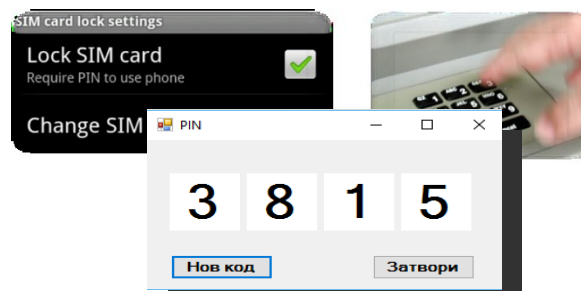 SIM card lock settings
Lock SIM card
Require PIN to use phone
Change SIM
PIN
3 8 1 5
Нов код
Затвори